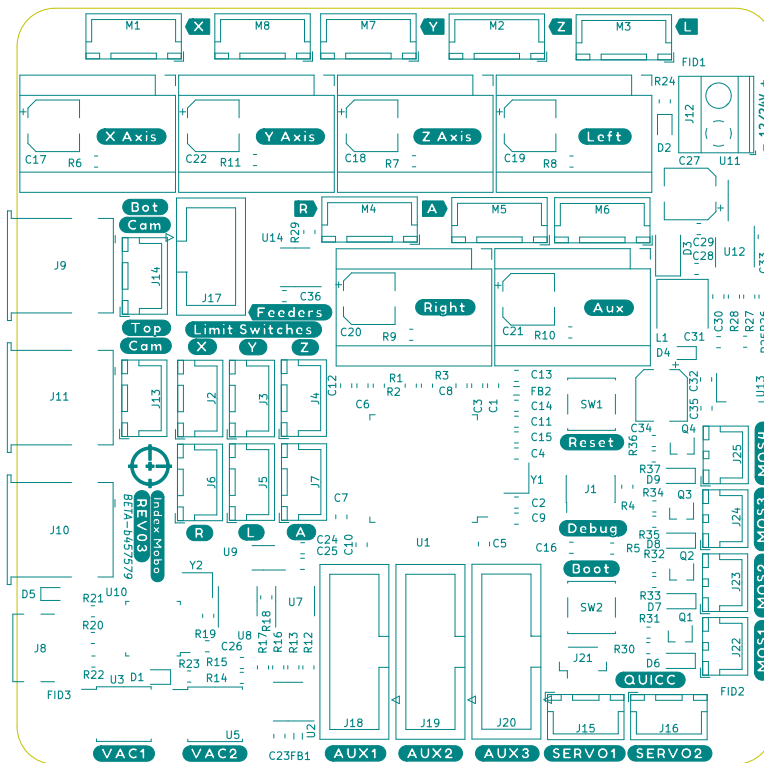 M1 X M8 M7 Y M2 Z M3 L
FID1
R24
J12
12/24V +
X Axis Y Axis Z Axis Left
C17 R6 C22 R11 C18 R7 C19 R8 D2 U11
C27
Bot
Cam
R M4 A M5 M6
J9 J14 J17 U14 R29 C29 C28 D3 U12 C33
C36
Feeders
Limit Switches
Right Aux
C20 R9 C21 R10 L1 C30 R28 R27 R26
C31
D4
Top
Cam
X Y Z
J11 J13 J2 J3 J4 C12 R1 R2 R3 C8 C13 FB2 C14 C11 C15 C4 C6 C3 C1 SW1 C32 C35 U13
Reset
C34 Q4 J25 MOS4
R36 R37 D9
J10 J6 J5 J7 Y1 J1 R4 R34 Q3 J24 MOS3
Index Mobo
REV03
BETA-b457579
R L A
C7 C2 C9 C10 U1 C5
Debug
C16 R5 R35 D8 R32
U9 C24 C25
Boot
Y2 Q2 J23 MOS2
D5 R21 U10 R20 R18 U7 SW2 R33 D7 R31
J8 R19 U8 R17 R16 R13 R12 C26 Q1 J22 MOS1
R22 R23 R15 R14 R30 J21 D6
U3 D1
FID3
QUICC
FID2
U5 U2 J18 J19 J20 J15 J16
C23 FB1
VAC1 VAC2 AUX1 AUX2 AUX3 SERVO1 SERVO2